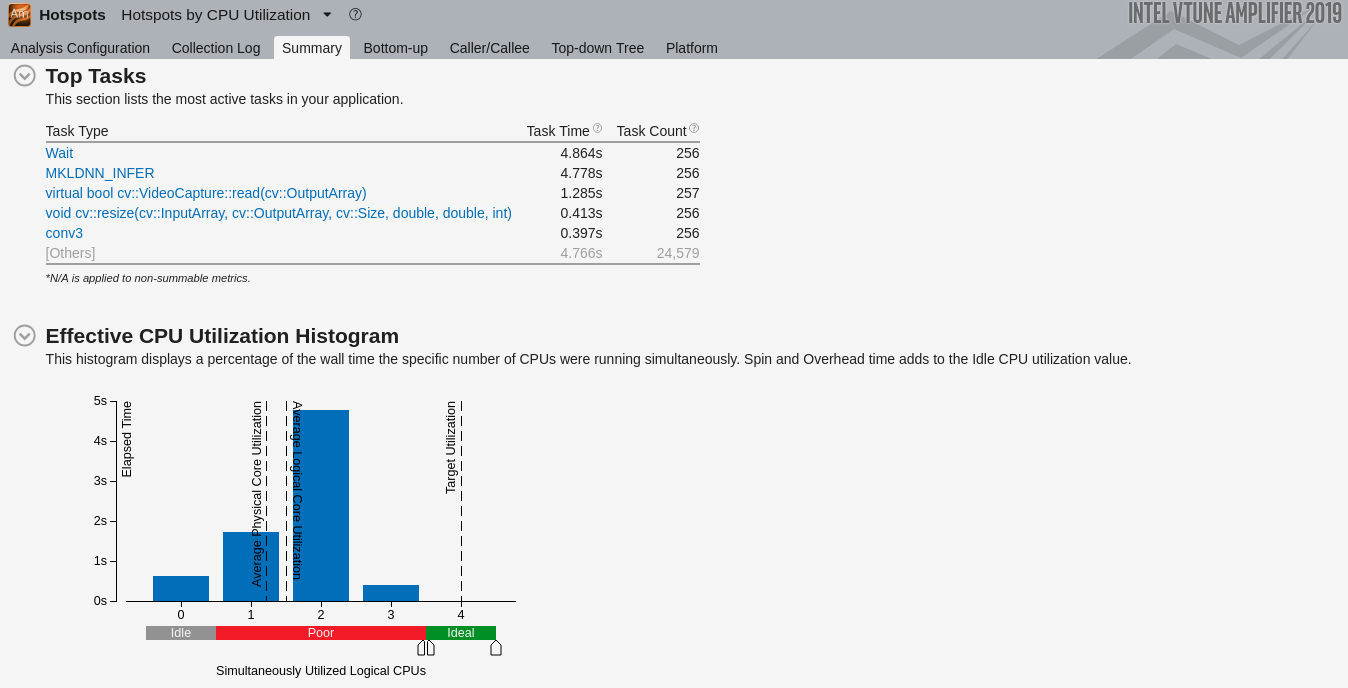 Am Hotspots Hotspots by CPU Utilization ?
INTEL VTUNE AMPLIFIER 2019
Analysis Configuration Collection Log Summary Bottom-up Caller/Callee Top-down Tree Platform
Top Tasks
This section lists the most active tasks in your application.
Task Type Task Time ? Task Count ?
Wait 4.864s 256
MKLDNN_INFER 4.778s 256
virtual bool cv::VideoCapture::read(cv::OutputArray) 1.285s 257
void cv::resize(cv::InputArray, cv::OutputArray, cv::Size, double, double, int) 0.413s 256
conv3 0.397s 256
[Others] 4.766s 24,579
*N/A is applied to non-summable metrics.
Effective CPU Utilization Histogram
This histogram displays a percentage of the wall time the specific number of CPUs were running simultaneously. Spin and Overhead time adds to the Idle CPU utilization value.
5s
4s
3s
2s
1s
0s
Elapsed Time
Average Physical Core Utilization
Average Logical Core Utilization
Target Utilization
0 1 2 3 4
Idle Poor Ideal
Simultaneously Utilized Logical CPUs